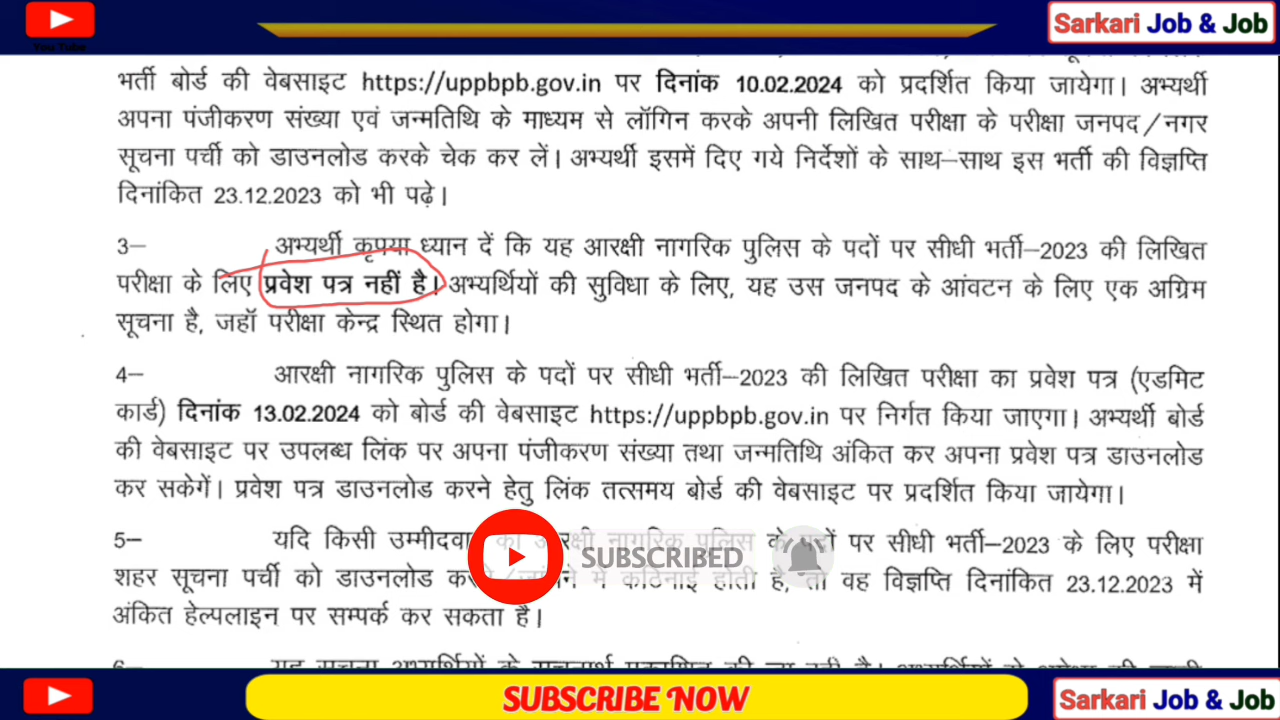 You Tube
Sarkari Job & Job
भर्ती बोर्ड की वेबसाइट https://uppbpb.gov.in पर दिनांक 10.02.2024 को प्रदर्शित किया जायेगा। अभ्यर्थी
अपना पंजीकरण संख्या एवं जन्मतिथि के माध्यम से लॉगिन करके अपनी लिखित परीक्षा के परीक्षा जनपद/नगर
सूचना पर्ची को डाउनलोड करके चेक कर लें। अभ्यर्थी इसमें दिए गये निर्देशों के साथ–साथ इस भर्ती की विज्ञप्ति
दिनांकित 23.12.2023 को भी पढ़े।
3– अभ्यर्थी कृपया ध्यान दें कि यह आरक्षी नागरिक पुलिस के पदों पर सीधी भर्ती–2023 की लिखित
परीक्षा के लिए प्रवेश पत्र नहीं है। अभ्यर्थियों की सुविधा के लिए, यह उस जनपद के आंवटन के लिए एक अग्रिम
सूचना है, जहॉ परीक्षा केन्द्र स्थित होगा।
4– आरक्षी नागरिक पुलिस के पदों पर सीधी भर्ती–2023 की लिखित परीक्षा का प्रवेश पत्र (एडमिट
कार्ड) दिनांक 13.02.2024 को बोर्ड की वेबसाइट https://uppbpb.gov.in पर निर्गत किया जाएगा। अभ्यर्थी बोर्ड
की वेबसाइट पर उपलब्ध लिंक पर अपना पंजीकरण संख्या तथा जन्मतिथि अंकित कर अपना प्रवेश पत्र डाउनलोड
कर सकेगें। प्रवेश पत्र डाउनलोड करने हेतु लिंक तत्समय बोर्ड की वेबसाइट पर प्रदर्शित किया जायेगा।
5– यदि किसी आरक्षी नागरिक पुलिस के पदों पर सीधी भर्ती–2023 के लिए परीक्षा
SUBSCRIBED
शहर सूचना पर्ची को डाउनलोड में कठिनाई होती है, तो वह विज्ञप्ति दिनांकित 23.12.2023 में
अंकित हेल्पलाइन पर सम्पर्क कर सकता है।
SUBSCRIBE NOW
Sarkari Job & Job